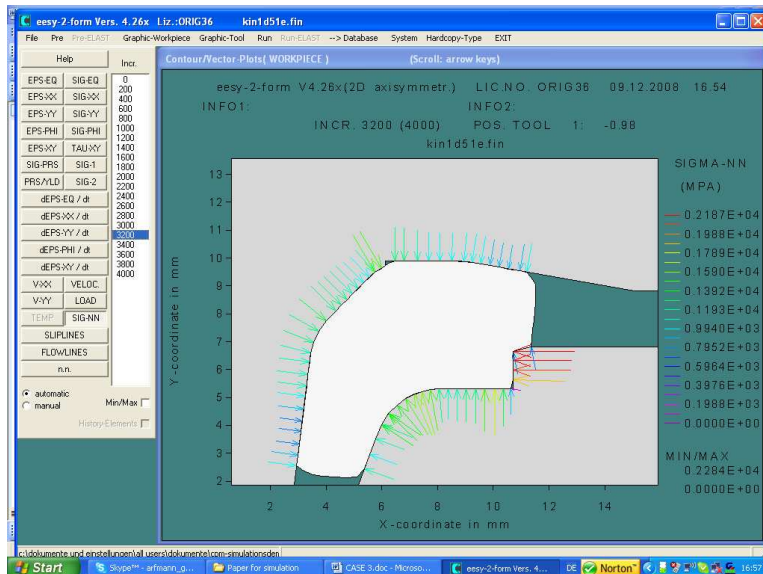 eesy-2-form Vers. 4.26x Liz.:ORIG36 kin1d51e.fin
File Pre Pre-ELAST Graphic-Workpiece Graphic-Tool Run Run-ELAST --> Database System Hardcopy-Type EXIT
Help
EPS-EQ SIG-EQ
EPS-XX SIG-XX
EPS-YY SIG-YY
EPS-PHI SIG-PHI
EPS-XY TAU-XY
SIG-PRS SIG-1
PRS/YLD SIG-2
dEPS-EQ / dt
dEPS-XX / dt
dEPS-YY / dt
dEPS-PHI / dt
dEPS-XY / dt
V-XX VELOC.
V-YY LOAD
TEMP SIG-NN
SLIPLINES
FLOWLINES
n.n.
automatic
manual
Min/Max
History-Elements
Incr.
0
200
400
600
800
1000
1200
1400
1600
1800
2000
2200
2400
2600
2800
3000
3200
3400
3600
3800
4000
Contour/Vector-Plots( WORKPIECE ) (Scroll: arrow keys)
eesy-2-form V4.26x(2D axisymmetr.) LIC.NO. ORIG36 09.12.2008 16.54
INFO1: INFO2:
INCR. 3200 (4000) POS. TOOL 1: -0.98
kin1d51e.fin
SIGMA-NN
(MPA)
0.2187E+04
0.1988E+04
0.1789E+04
0.1590E+04
0.1392E+04
0.1193E+04
0.9940E+03
0.7952E+03
0.5964E+03
0.3976E+03
0.1988E+03
0.0000E+00
MIN/MAX
0.2284E+04
0.0000E+00
Y-coordinate in mm
13
12
11
10
9
8
7
6
5
4
3
2
2 4 6 8 10 12 14
X-coordinate in mm
c:\dokumente und einstellungen\all users\dokumente\com-simulationsden
Start Skype™ - arfmann_g... Paper for simulation CASE 3.doc - Microso... eesy-2-form Vers. 4... DE Norton™ 16:57